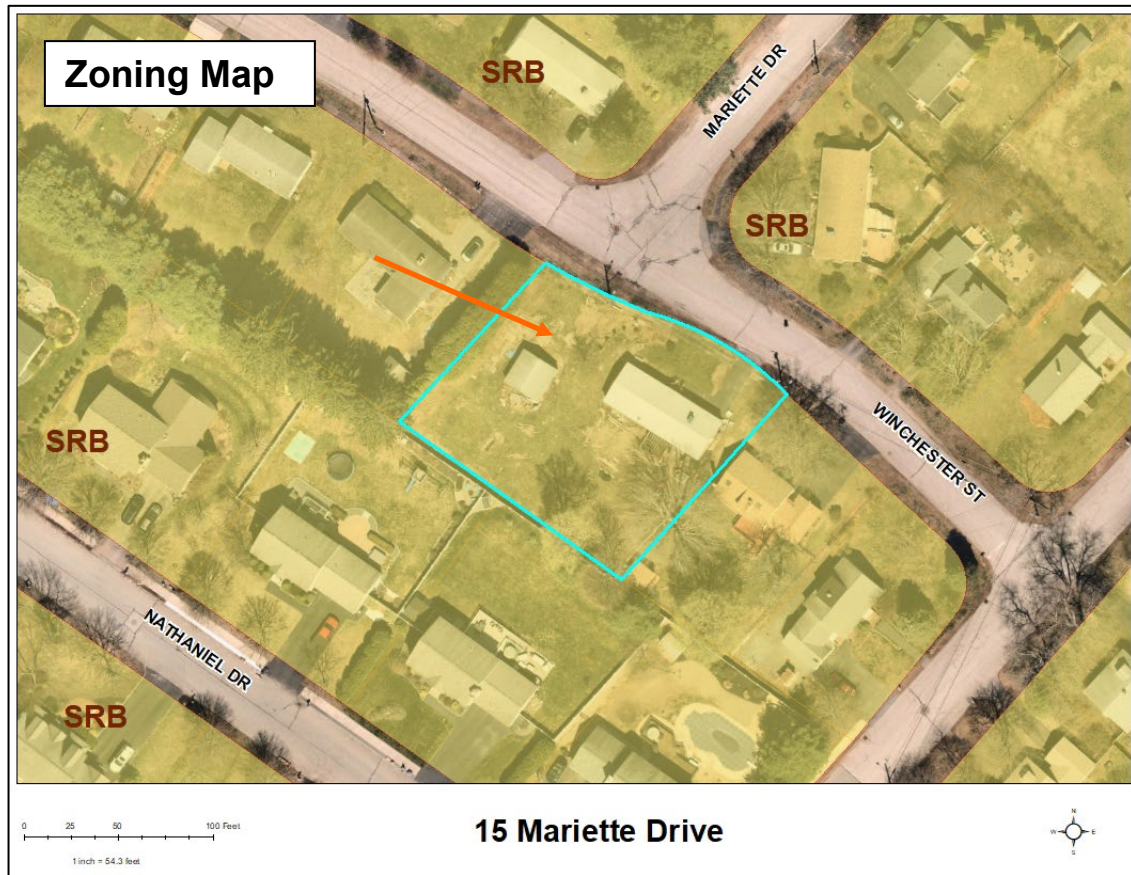 Zoning Map
SRB
MARIETTE DR
SRB
SRB
WINCHESTER ST
NATHANIEL DR
SRB
0 25 50 100 Feet
1 inch = 54.3 feet
15 Mariette Drive
N
W E
S